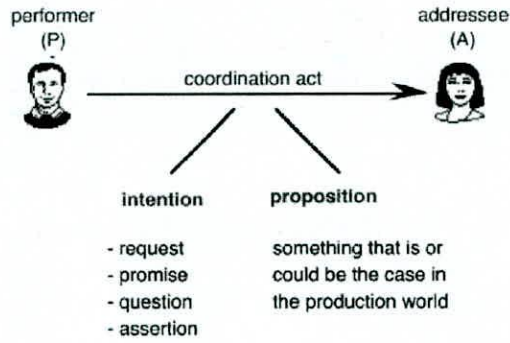 performer
(P)
addressee
(A)
coordination act
intention
- request
- promise
- question
- assertion
proposition
something that is or
could be the case in
the production world